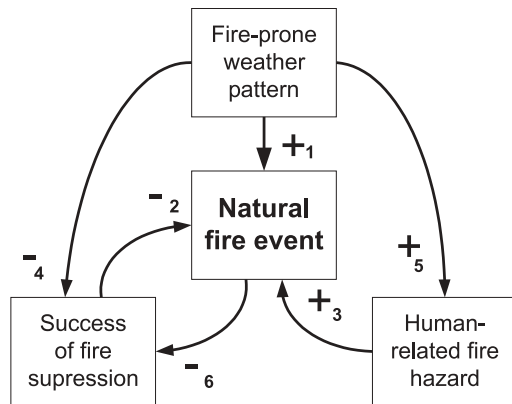 Fire-prone
weather
pattern
+1
- 2
Natural
fire event
-4
+5
+3
Success
of fire
supression
- 6
Human-
related fire
hazard